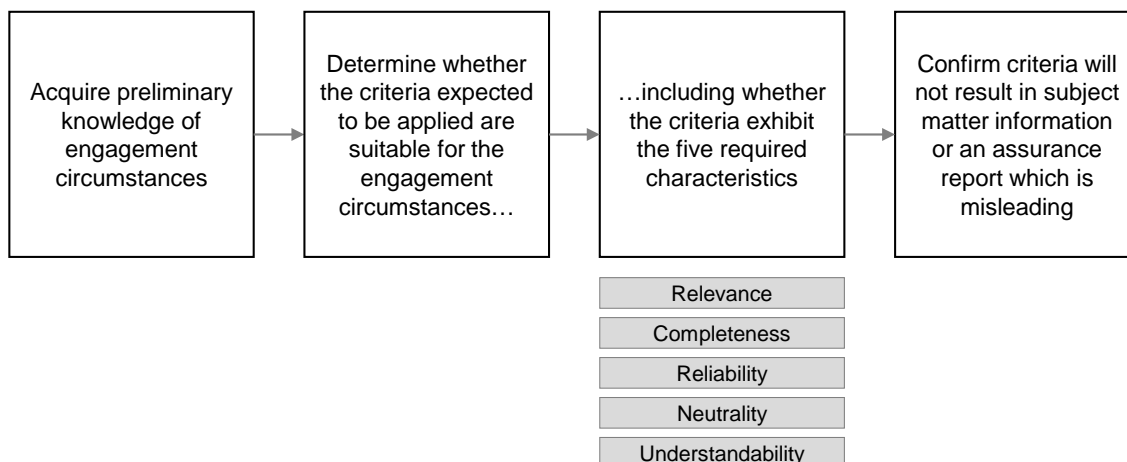 Acquire preliminary
knowledge of
engagement
circumstances
Determine whether
the criteria expected
to be applied are
suitable for the
engagement
circumstances…
…including whether
the criteria exhibit
the five required
characteristics
Confirm criteria will
not result in subject
matter information
or an assurance
report which is
misleading
Relevance
Completeness
Reliability
Neutrality
Understandability